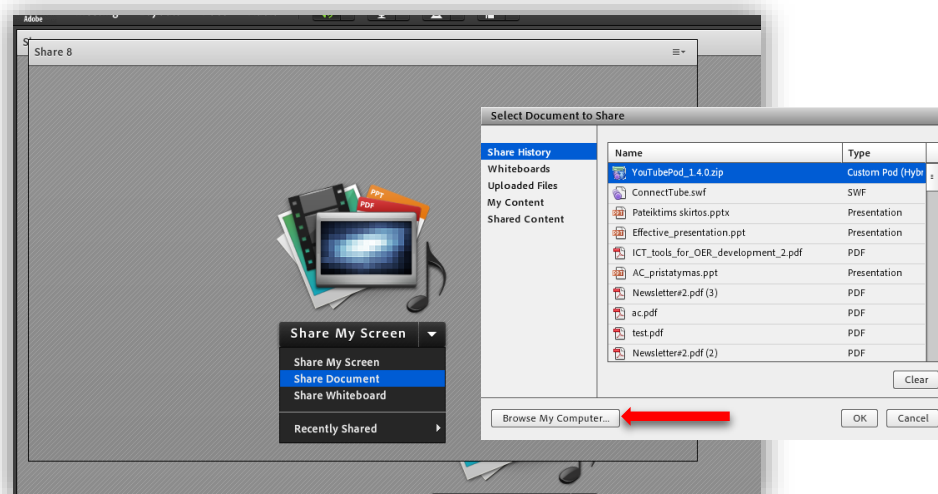 Adobe
Share 8
PPT
PDF
Share My Screen
Share My Screen
Share Document
Share Whiteboard
Recently Shared
Select Document to Share
Share History
Whiteboards
Uploaded Files
My Content
Shared Content
Name Type
YouTubePod_1.4.0.zip Custom Pod (Hybr
ConnectTube.swf SWF
Pateiktims skirtos.pptx Presentation
Effective_presentation.ppt Presentation
ICT_tools_for_OER_development_2.pdf PDF
AC_pristatymas.ppt Presentation
Newsletter#2.pdf (3) PDF
ac.pdf PDF
test.pdf PDF
Newsletter#2.pdf (2) PDF
Clear
Browse My Computer... OK Cancel